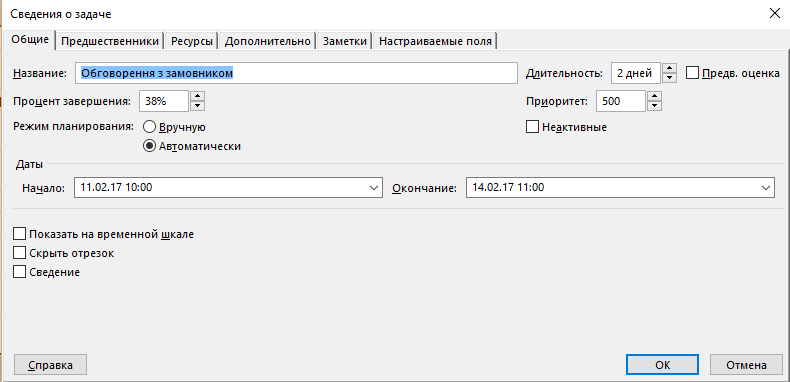 Сведения о задаче
Общие Предшественники Ресурсы Дополнительно Заметки Настраиваемые поля
Название: Обговорення з замовником Длительность: 2 дней Предв. оценка
Процент завершения: 38% Приоритет: 500
Режим планирования: Вручную Неактивные
Автоматически
Даты
Начало: 11.02.17 10:00 Окончание: 14.02.17 11:00
Показать на временной шкале
Скрыть отрезок
Сведение
Справка ОК Отмена